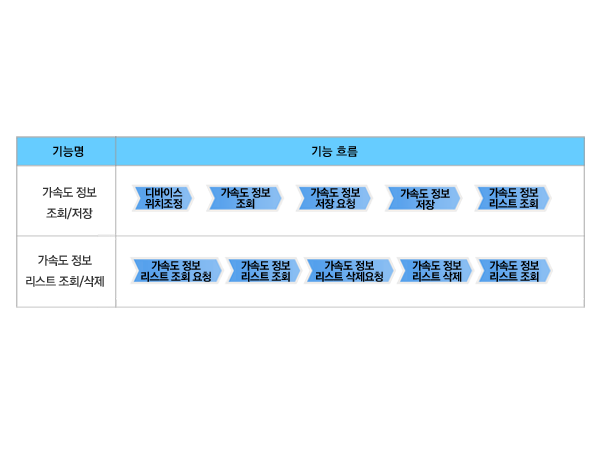 기능명
기능 흐름
가속도 정보
조회/저장
디바이스
위치조정
가속도 정보
조회
가속도 정보
저장 요청
가속도 정보
저장
가속도 정보
리스트 조회
가속도 정보
리스트 조회/삭제
가속도 정보
리스트 조회 요청
가속도 정보
리스트 조회
가속도 정보
리스트 삭제요청
가속도 정보
리스트 삭제
가속도 정보
리스트 조회